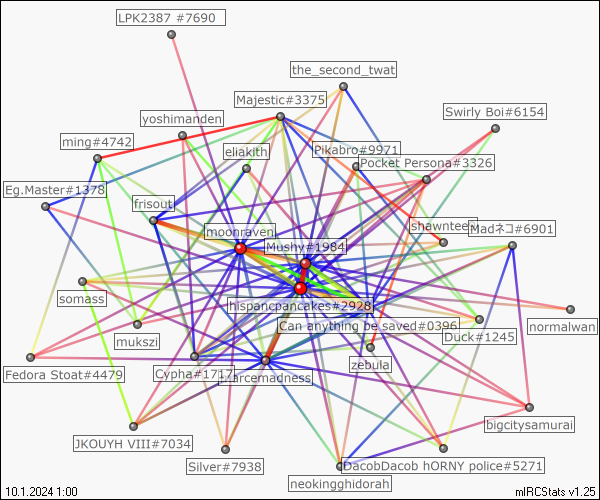 LPK2387 #7690
the_second_twat
Majestic#3375
Swirly Boi#6154
yoshimanden
ming#4742
eliakith
Pikabro#9971
Pocket Persona#3326
Eg.Master#1378
frisout
moonraven
shawnteen
Madネコ#6901
Mushy#1984
somass
hispancpancakes#2928
normalwan
mukszi
Can anything be saved#0396
Duck#1245
Fedora Stoat#4479
Cypha#1717
arcemadness
zebula
bigcitysamurai
JKOUYH VIII#7034
Silver#7938
DacobDacob hORNY police#5271
neokingghidorah
10.1.2024 1:00
mIRCStats v1.25